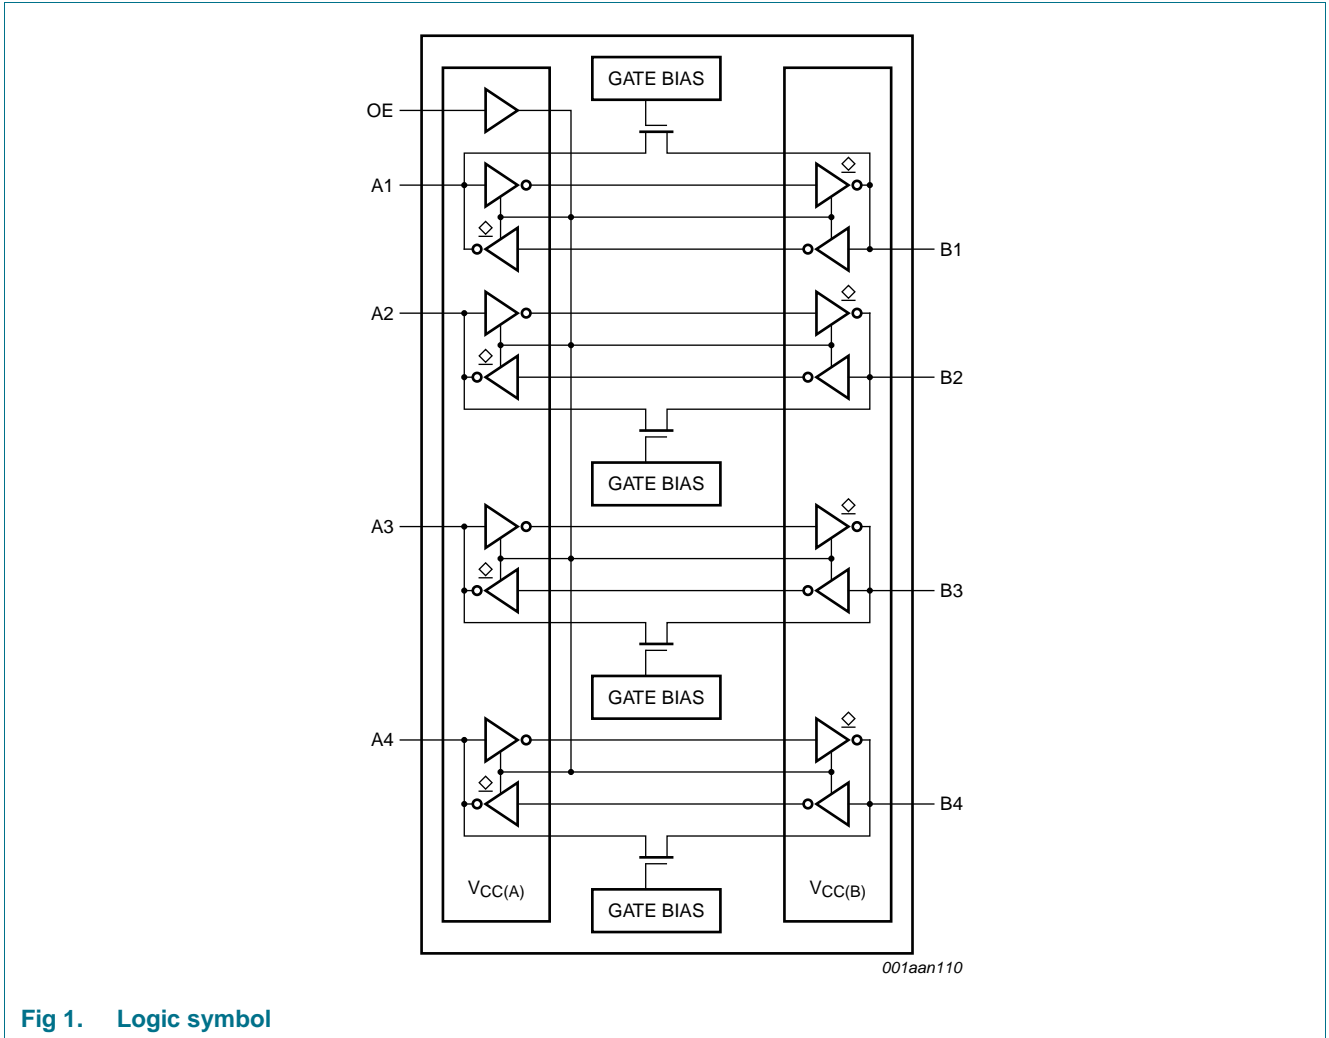 GATE BIAS
OE
A1
B1
A2
B2
GATE BIAS
A3
B3
GATE BIAS
A4
B4
VCC(A)
VCC(B)
GATE BIAS
001aan110
Fig 1. Logic symbol